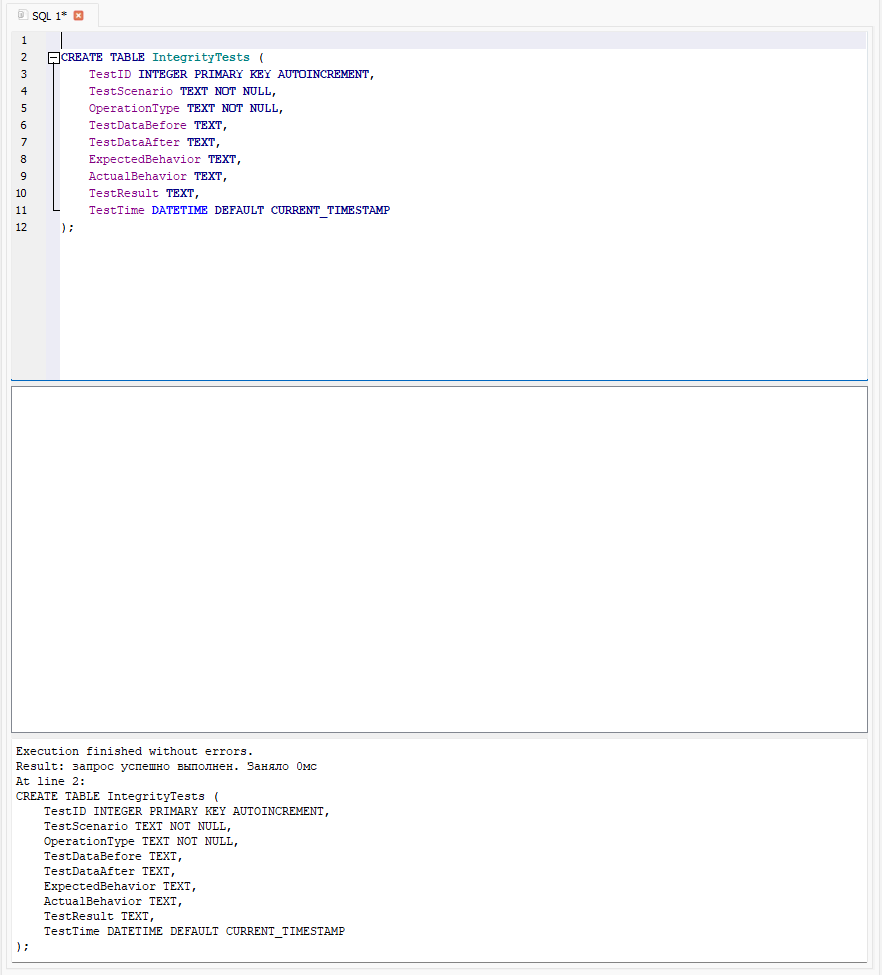 SQL 1*
1
2 CREATE TABLE IntegrityTests (
3 TestID INTEGER PRIMARY KEY AUTOINCREMENT,
4 TestScenario TEXT NOT NULL,
5 OperationType TEXT NOT NULL,
6 TestDataBefore TEXT,
7 TestDataAfter TEXT,
8 ExpectedBehavior TEXT,
9 ActualBehavior TEXT,
10 TestResult TEXT,
11 TestTime DATETIME DEFAULT CURRENT_TIMESTAMP
12 );
Execution finished without errors.
Result: запрос успешно выполнен. Заняло 0мс
At line 2:
CREATE TABLE IntegrityTests (
TestID INTEGER PRIMARY KEY AUTOINCREMENT,
TestScenario TEXT NOT NULL,
OperationType TEXT NOT NULL,
TestDataBefore TEXT,
TestDataAfter TEXT,
ExpectedBehavior TEXT,
ActualBehavior TEXT,
TestResult TEXT,
TestTime DATETIME DEFAULT CURRENT_TIMESTAMP
);